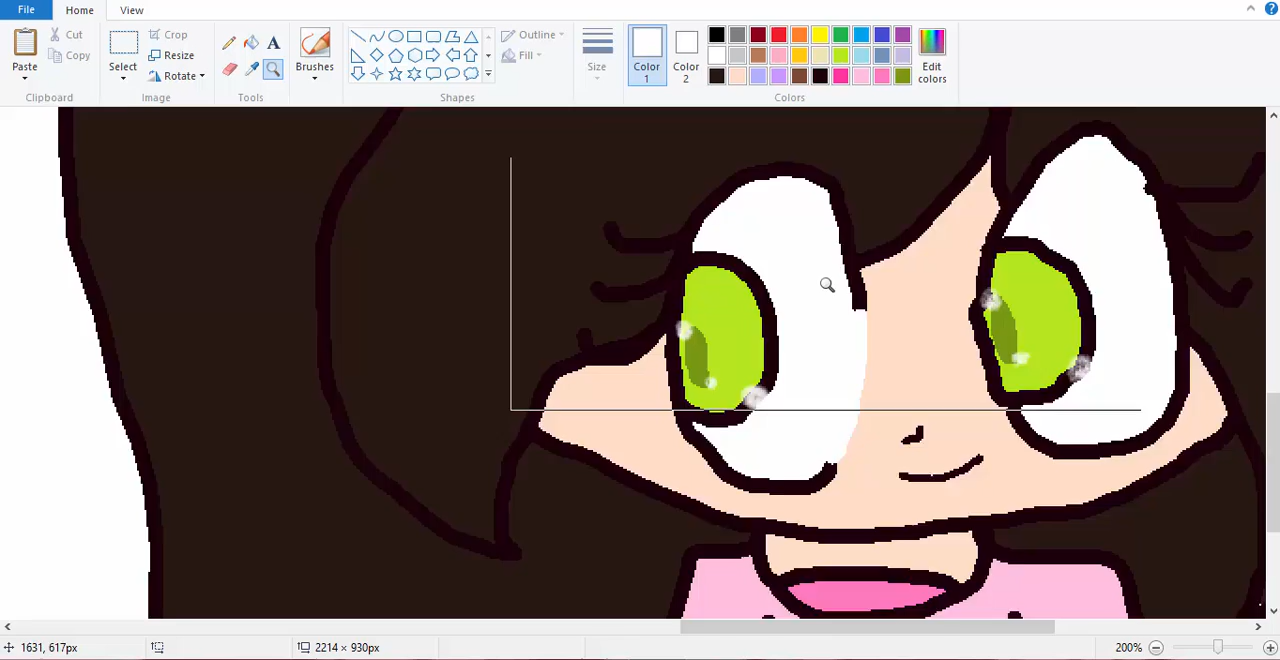 File Home View
Paste
Cut
Copy
Clipboard
Select
Crop
Resize
Rotate
Image
A
Tools
Brushes
Shapes
Outline
Fill
Size
Color 1
Color 2
Edit colors
Colors
1631, 617px
2214 × 930px
200%